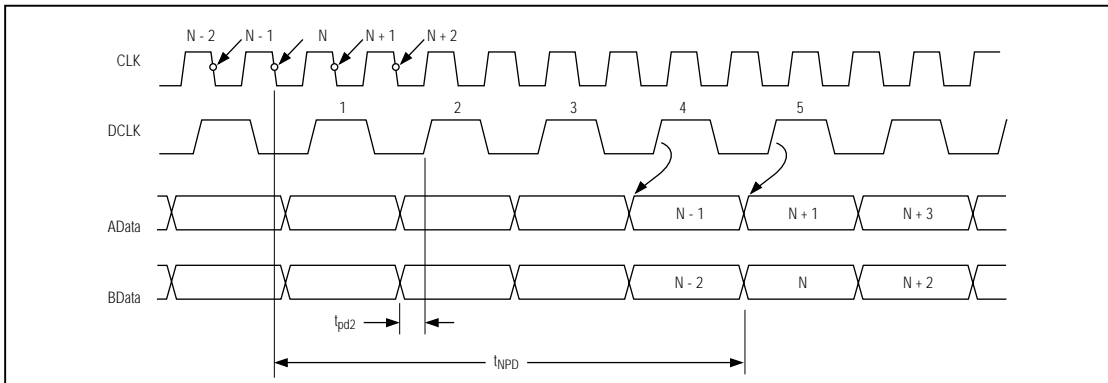 N - 2 N - 1 N N + 1 N + 2
CLK
1 2 3 4 5
DCLK
AData N - 1 N + 1 N + 3
BData N - 2 N N + 2
tpd2
tNPD